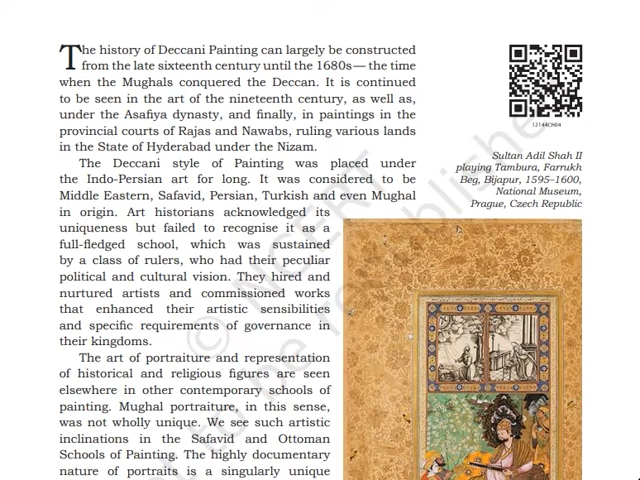 The history of Deccani Painting can largely be constructed
from the late sixteenth century until the 1680s— the time
when the Mughals conquered the Deccan. It is continued
to be seen in the art of the nineteenth century, as well as,
under the Asafiya dynasty, and finally, in paintings in the
provincial courts of Rajas and Nawabs, ruling various lands
in the State of Hyderabad under the Nizam.
The Deccani style of Painting was placed under
the Indo-Persian art for long. It was considered to be
Middle Eastern, Safavid, Persian, Turkish and even Mughal
in origin. Art historians acknowledged its
uniqueness but failed to recognise it as a
full-fledged school, which was sustained
by a class of rulers, who had their peculiar
political and cultural vision. They hired and
nurtured artists and commissioned works
that enhanced their artistic sensibilities
and specific requirements of governance in
their kingdoms.
The art of portraiture and representation
of historical and religious figures are seen
elsewhere in other contemporary schools of
painting. Mughal portraiture, in this sense,
was not wholly unique. We see such artistic
inclinations in the Safavid and Ottoman
Schools of Painting. The highly documentary
nature of portraits is a singularly unique
12144CH04
Sultan Adil Shah II
playing Tambura, Farrukh
Beg, Bijapur, 1595–1600,
National Museum,
Prague, Czech Republic
© NCERT
not to be republished